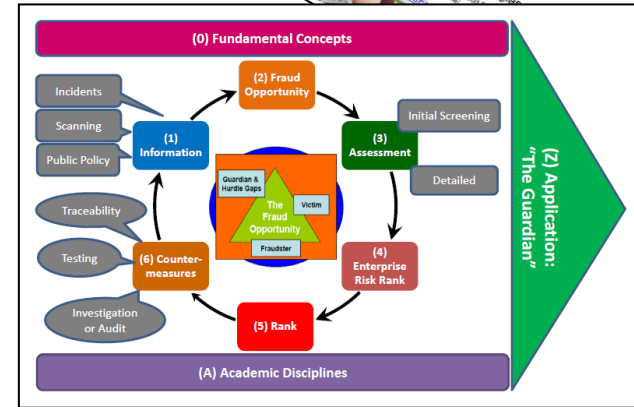 (0) Fundamental Concepts
Incidents
Scanning
Public Policy
(1)
Information
(2) Fraud
Opportunity
(3)
Assessment
Initial Screening
Detailed
Guardian &
Hurdle Gaps
Victim
The
Fraud
Opportunity
Fraudster
Traceability
Testing
Investigation
or Audit
(6) Counter-
measures
(5) Rank
(4)
Enterprise
Risk Rank
(A) Academic Disciplines
(Z) Application:
"The Guardian"